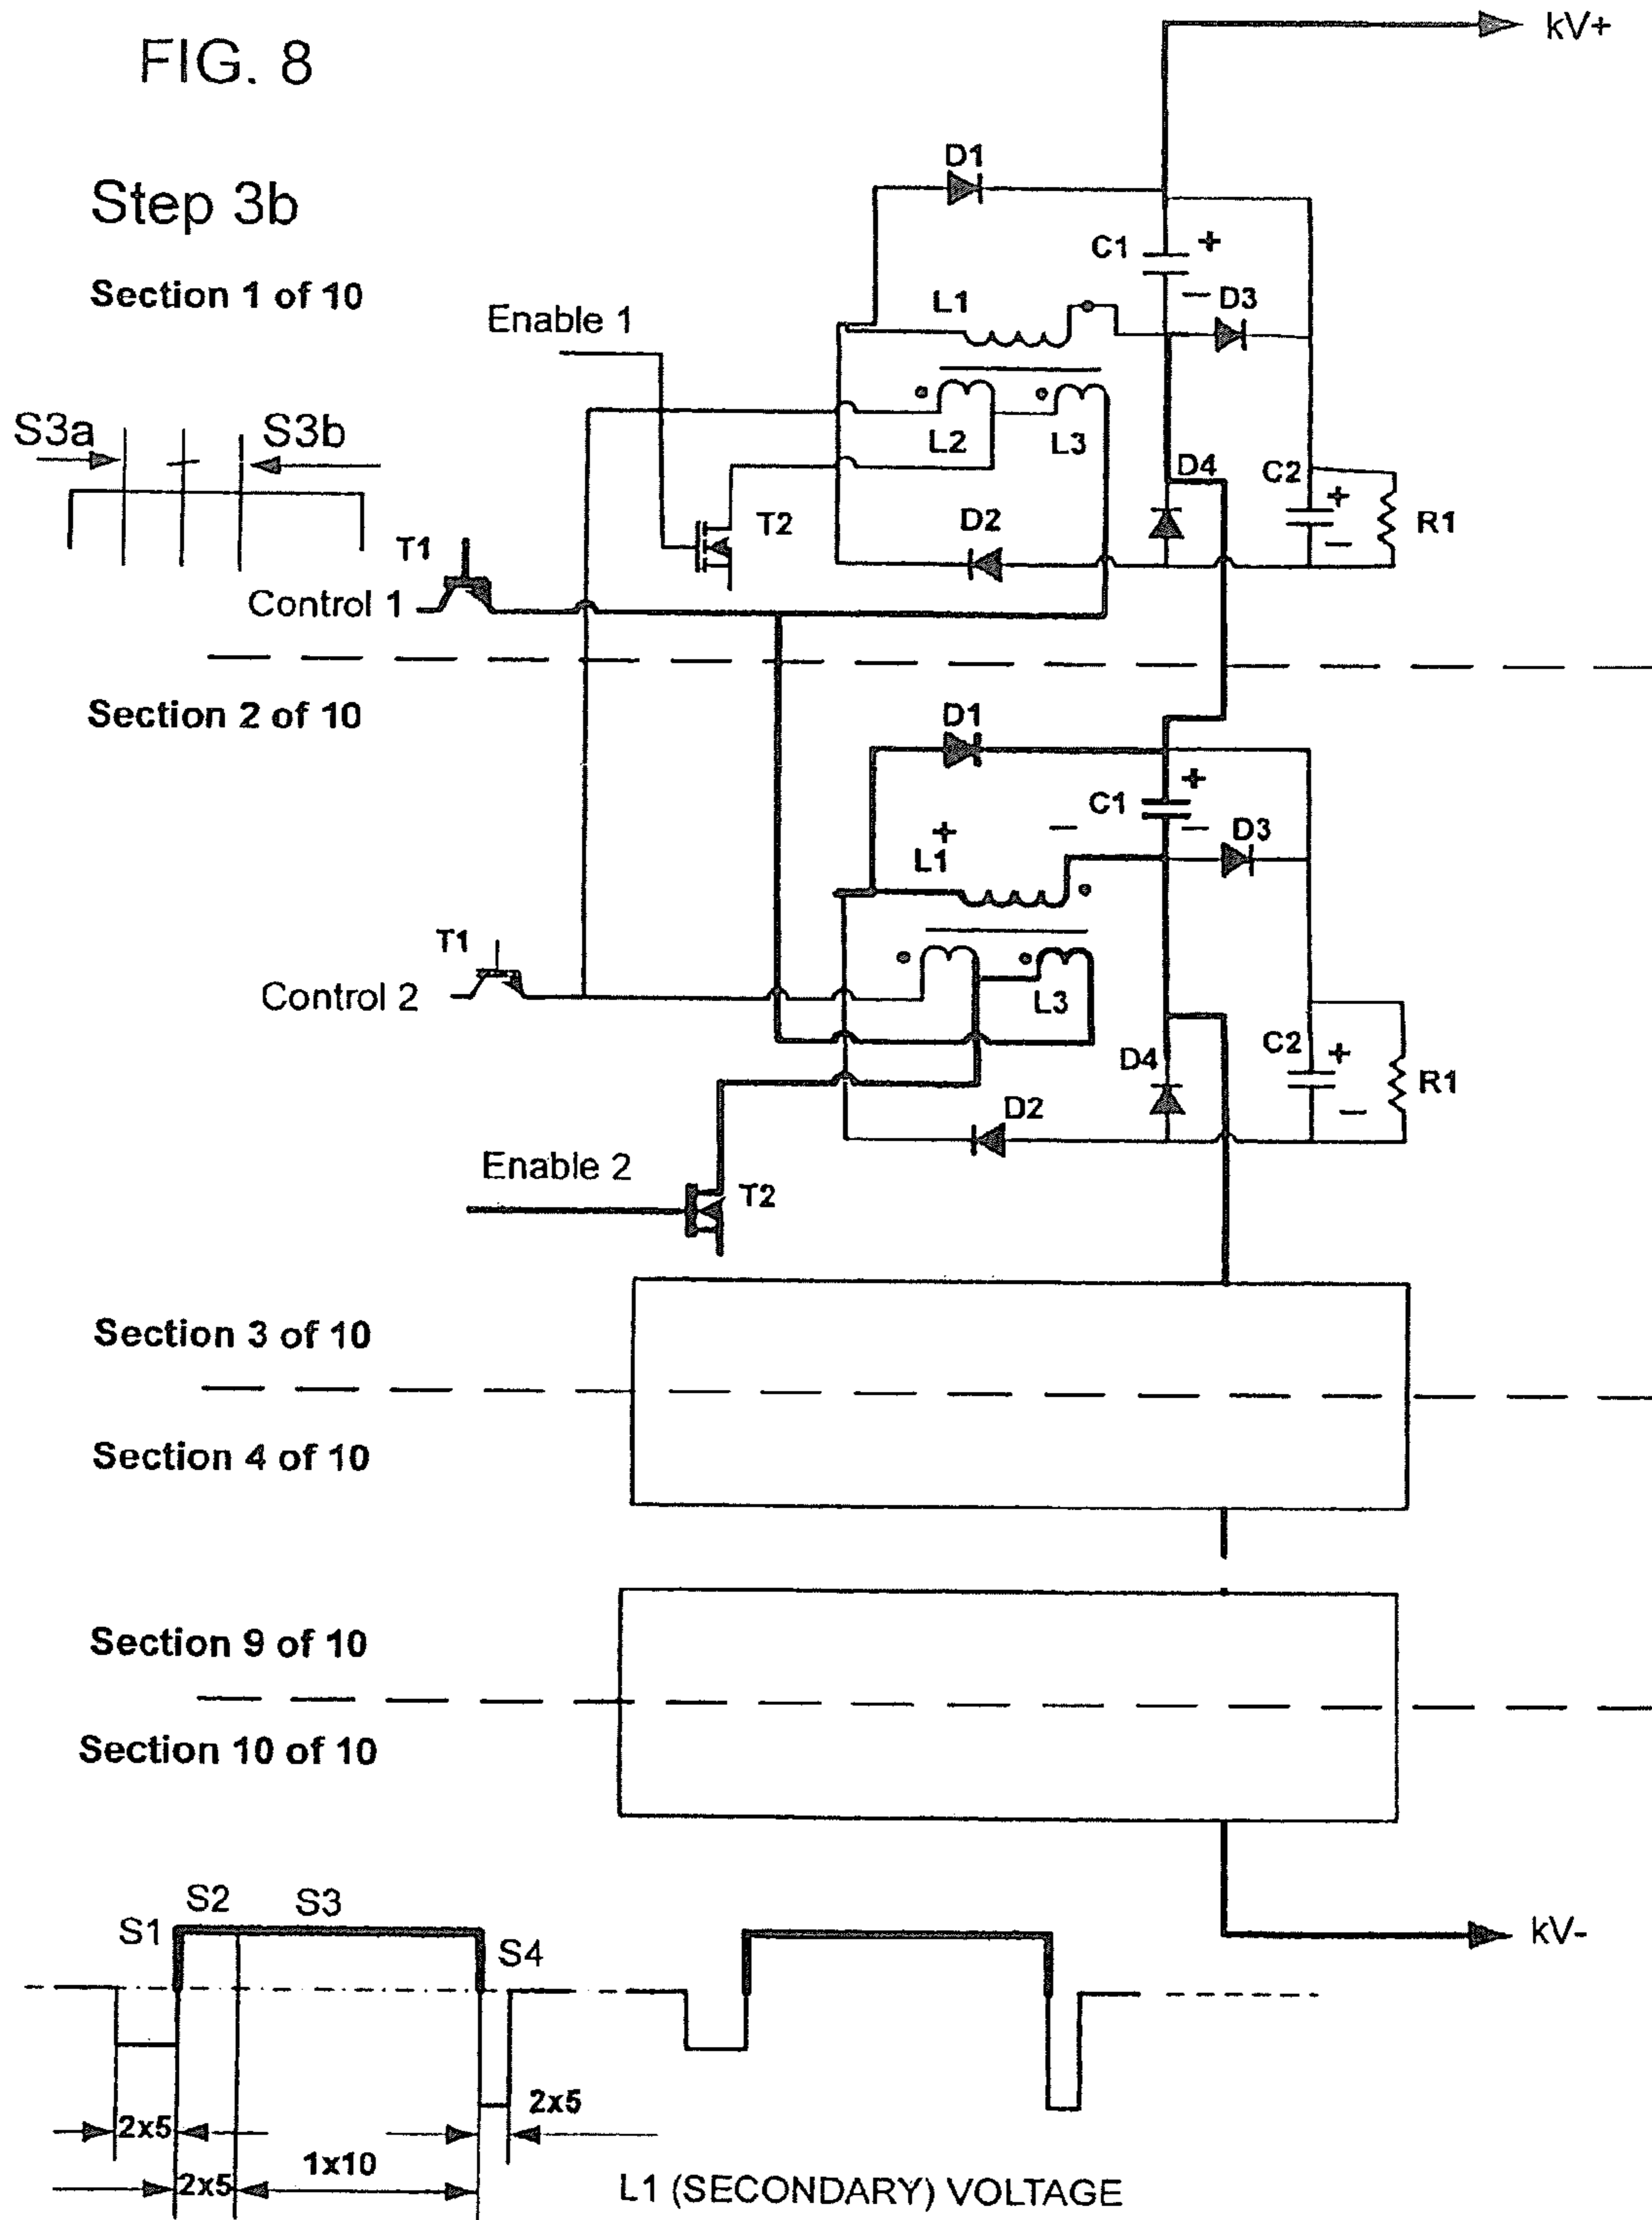 FIG. 8
kV+
Step 3b
Section 1 of 10
D1
C1
+
−
D3
L1
Enable 1
S3a
S3b
L2
L3
D4
C2
+
−
R1
T2
D2
T1
Control 1
Section 2 of 10
D1
C1
+
−
D3
+
−
L1
T1
Control 2
L3
D4
C2
+
−
R1
D2
Enable 2
T2
Section 3 of 10
Section 4 of 10
Section 9 of 10
Section 10 of 10
kV-
S1
S2
S3
S4
2x5
2x5
1x10
2x5
L1 (SECONDARY) VOLTAGE